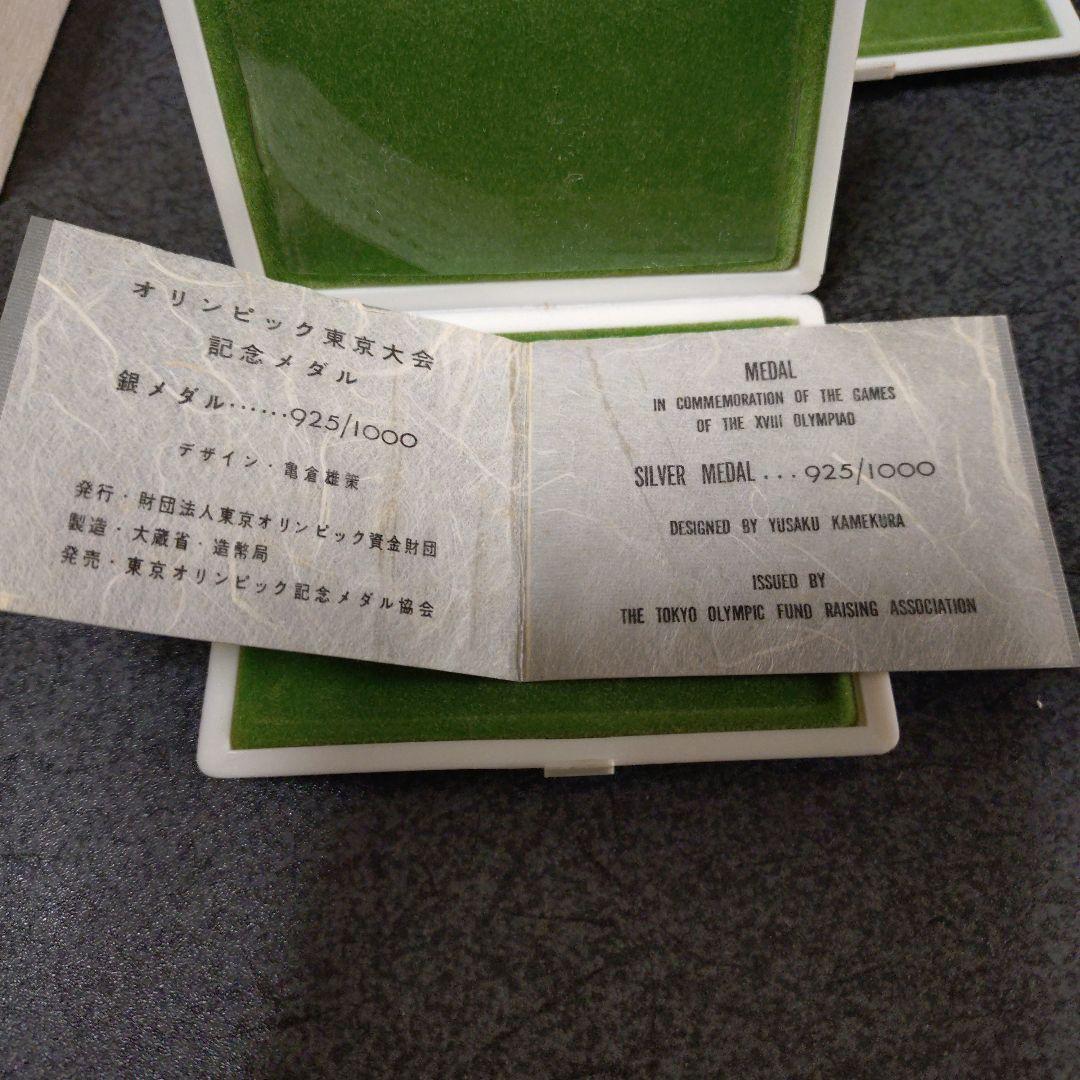 オリンピック東京大会
記念メダル
銀メダル……925/1000
デザイン・亀倉雄策
発行・財団法人東京オリンピック資金財団
製造・大蔵省・造幣局
発売・東京オリンピック記念メダル協会
MEDAL
IN COMMEMORATION OF THE GAMES
OF THE XVIII OLYMPIAD
SILVER MEDAL...925/1000
DESIGNED BY YUSAKU KAMEKURA
ISSUED BY
THE TOKYO OLYMPIC FUND RAISING ASSOCIATION